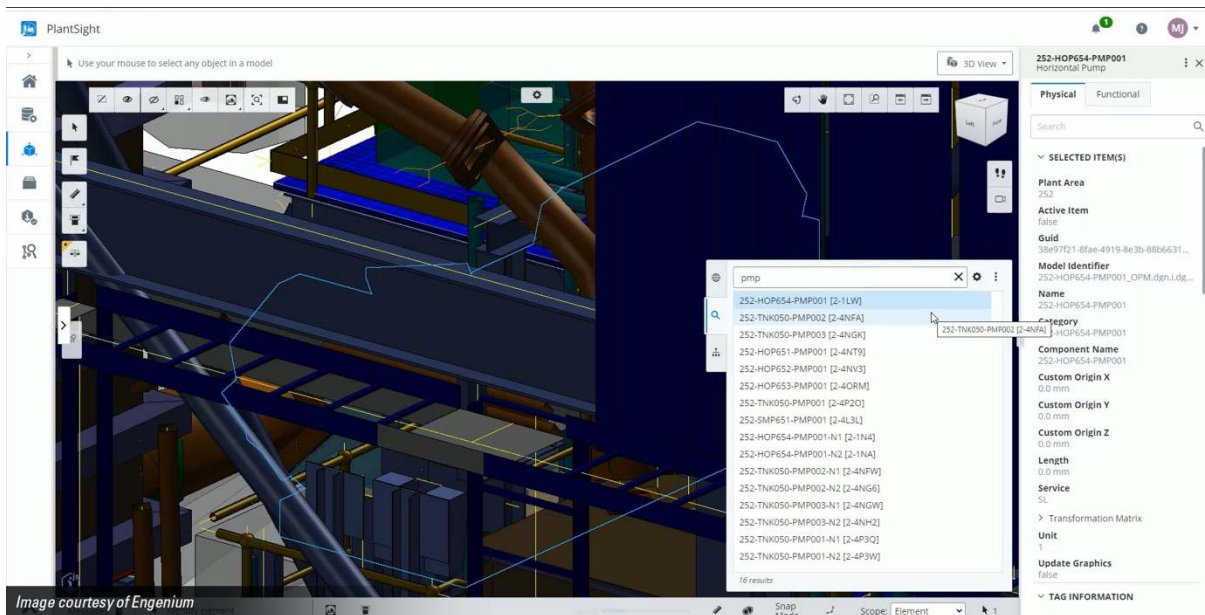 PlantSight
1
MJ
Use your mouse to select any object in a model
3D View
Left
pmp
252-HOP654-PMP001 [2-1LW]
252-TNK050-PMP002 [2-4NFA]
252-TNK050-PMP002 [2-4NFA]
252-TNK050-PMP003 [2-4NGK]
252-HOP651-PMP001 [2-4NT9]
252-HOP652-PMP001 [2-4NV3]
252-HOP653-PMP001 [2-4ORM]
252-TNK050-PMP001 [2-4P2O]
252-SMP651-PMP001 [2-4L3L]
252-HOP654-PMP001-N1 [2-1N4]
252-HOP654-PMP001-N2 [2-1NA]
252-TNK050-PMP002-N1 [2-4NFW]
252-TNK050-PMP002-N2 [2-4NG6]
252-TNK050-PMP003-N1 [2-4NGW]
252-TNK050-PMP003-N2 [2-4NH2]
252-TNK050-PMP001-N1 [2-4P3Q]
252-TNK050-PMP001-N2 [2-4P3W]
16 results
252-HOP654-PMP001
Horizontal Pump
Physical Functional
Search
SELECTED ITEM(S)
Plant Area
252
Active Item
false
Guid
38e97f21-8fae-4919-8e3b-88b6631...
Model Identifier
252-HOP654-PMP001_OPM.dgn.i.dg...
Name
252-HOP654-PMP001
Category
-HOP654-PMP001
Component Name
252-HOP654-PMP001
Custom Origin X
0.0 mm
Custom Origin Y
0.0 mm
Custom Origin Z
0.0 mm
Length
0.0 mm
Service
SL
Transformation Matrix
Unit
1
Update Graphics
false
TAG INFORMATION
Image courtesy of Engenium
element
Snap
Mode
Scope: Element
1